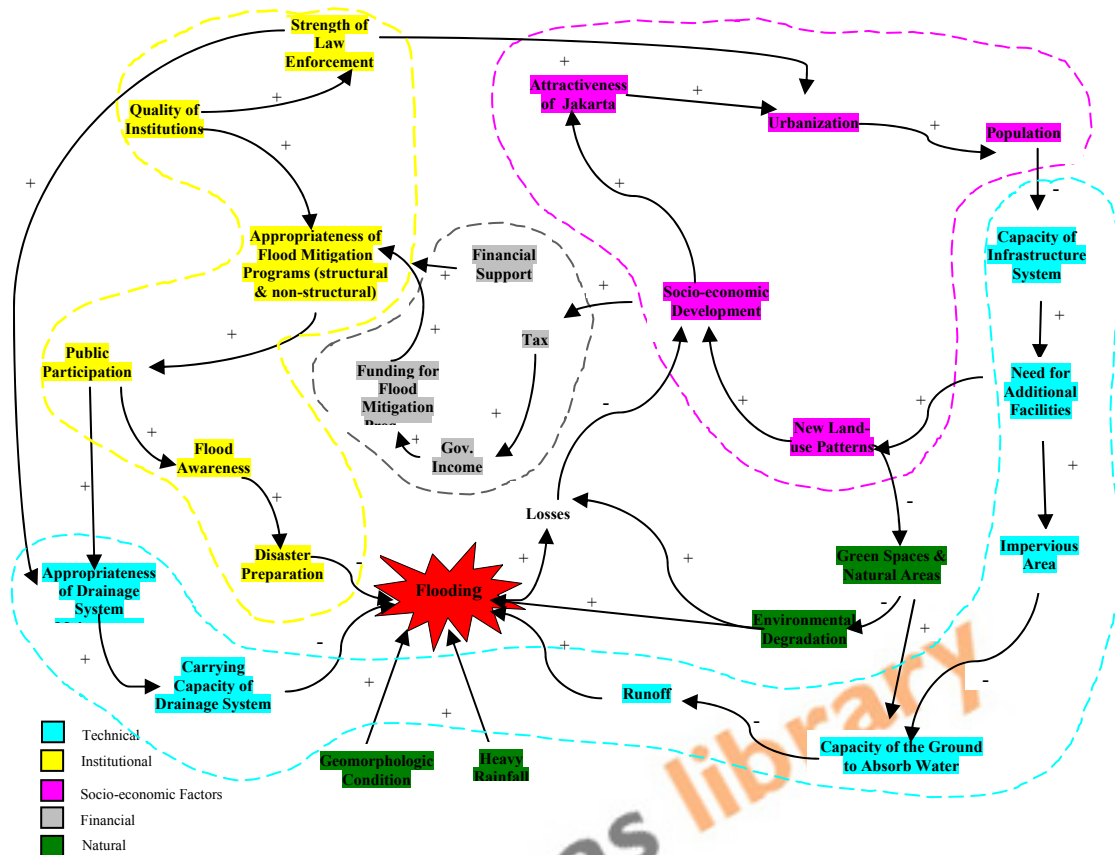 Strength of
Law
Enforcement
+
+
Attractiveness
of Jakarta
+
Quality of
Institutions
Urbanization
+
Population
+
+
+
-
Appropriateness of
Flood Mitigation
Programs (structural
& non-structural)
Financial
Support
+
Capacity of
Infrastructure
System
Socio-economic
Development
+
+
+
Tax
+
Public
Participation
Funding for
Flood
Mitigation
+
Need for
Additional
Facilities
-
+
+
+
+
+
New Land-
use Patterns
Gov.
Income
Flood
Awareness
+
+
-
Losses
Disaster
Preparation
-
+
+
Impervious
Area
Green Spaces &
Natural Areas
Appropriateness
of Drainage
System
Flooding
+
-
Environmental
Degradation
+
-
+
+
Carrying
Capacity of
Drainage System
+
+
Runoff
-
-
Technical
Institutional
Socio-economic Factors
Financial
Natural
Geomorphologic
Condition
Heavy
Rainfall
Capacity of the Ground
to Absorb Water
as library